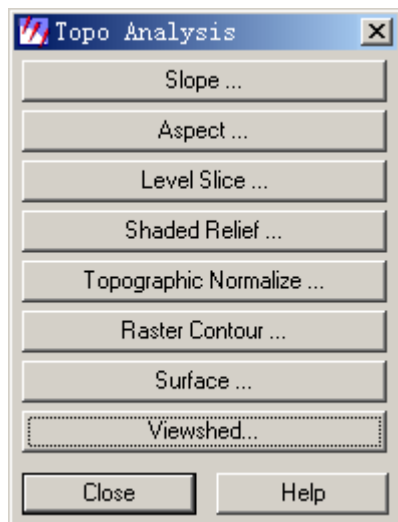 Topo Analysis
Slope ...
Aspect ...
Level Slice ...
Shaded Relief ...
Topographic Normalize ...
Raster Contour ...
Surface ...
Viewshed...
Close Help